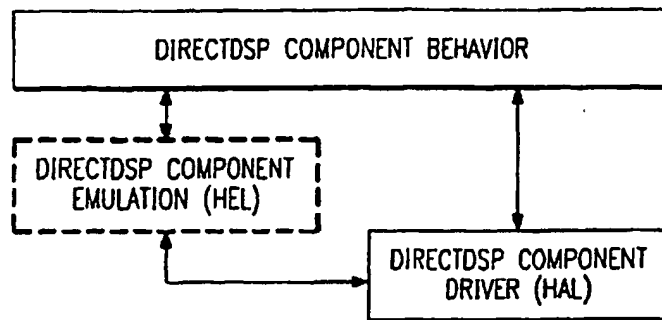 DIRECTDSP COMPONENT BEHAVIOR
DIRECTDSP COMPONENT
EMULATION (HEL)
DIRECTDSP COMPONENT
DRIVER (HAL)